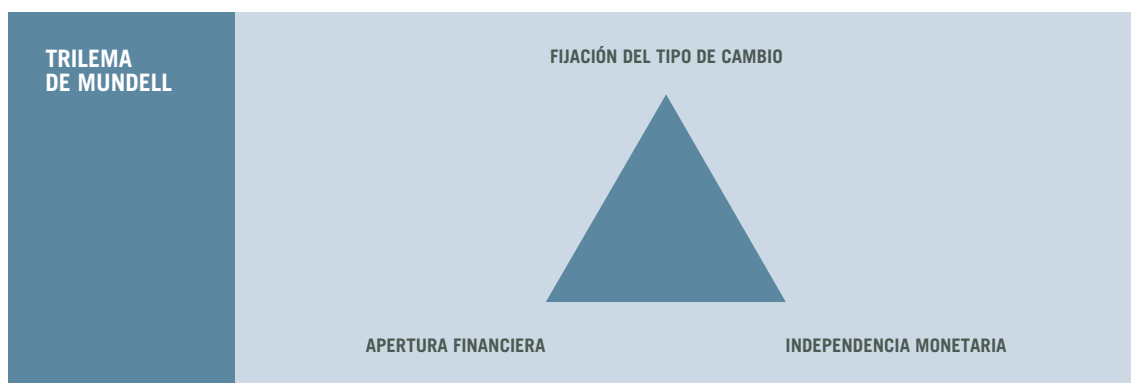 TRILEMA
DE MUNDELL
FIJACIÓN DEL TIPO DE CAMBIO
APERTURA FINANCIERA
INDEPENDENCIA MONETARIA